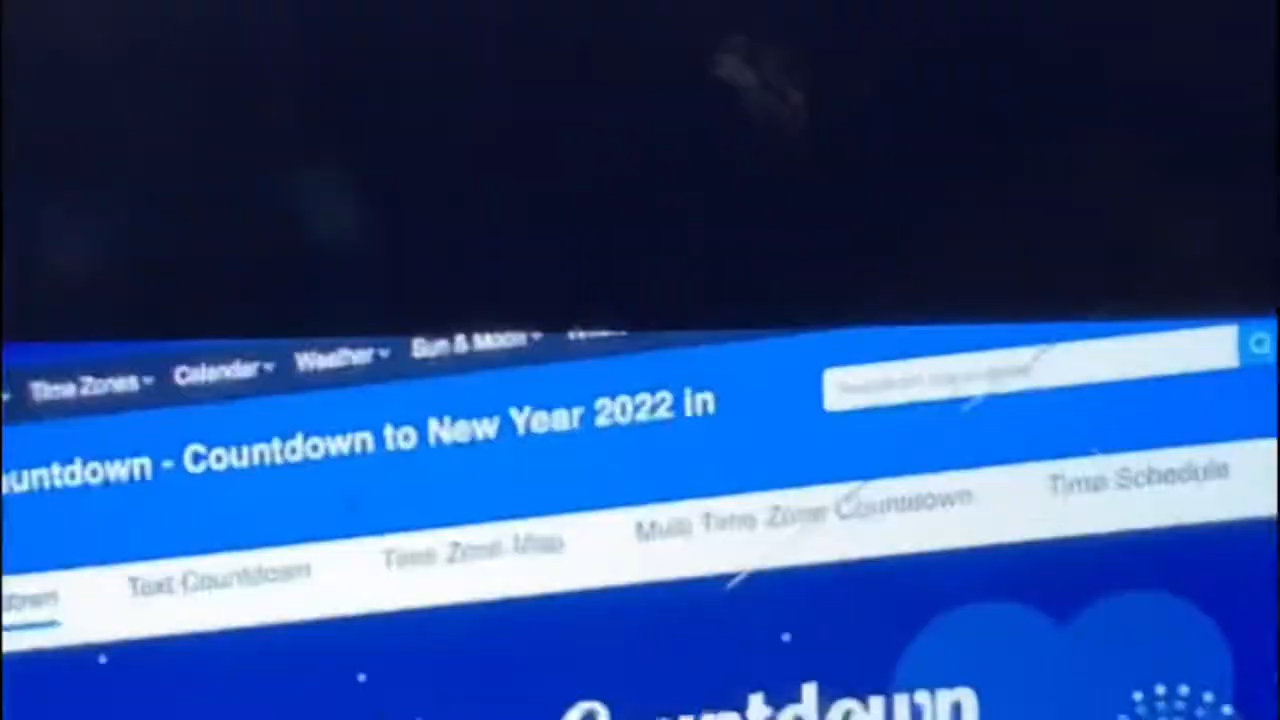 Time Zones Calendar Weather Sun & Moon
untdown - Countdown to New Year 2022 in
Text Countdown Time Zone Map Multi Time Zone Countdown Time Schedule
Countdown